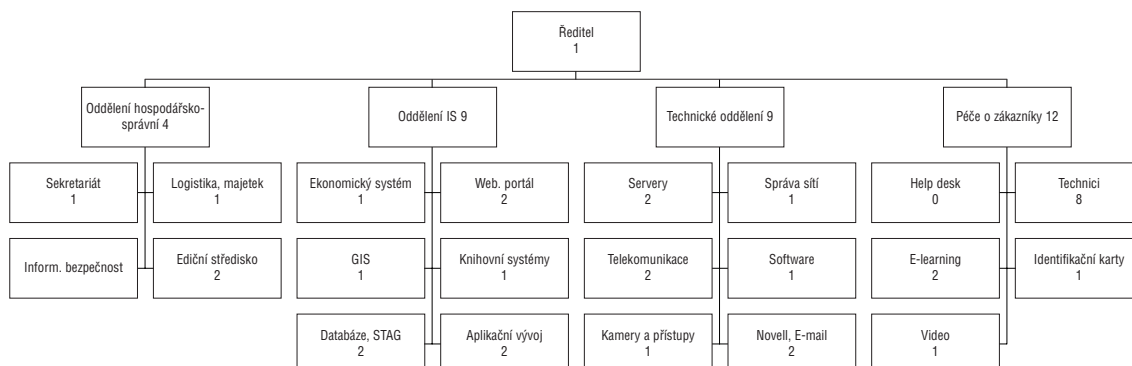 Ředitel
1
Oddělení hospodářsko-
správní 4
Oddělení IS 9
Technické oddělení 9
Péče o zákazníky 12
Sekretariát
1
Logistika, majetek
1
Ekonomický systém
1
Web. portál
2
Servery
2
Správa sítí
1
Help desk
0
Technici
8
Inform. bezpečnost
Ediční středisko
2
GIS
1
Knihovní systémy
1
Telekomunikace
2
Software
1
E-learning
2
Identifikační karty
1
Databáze, STAG
2
Aplikační vývoj
2
Kamery a přístupy
1
Novell, E-mail
2
Video
1